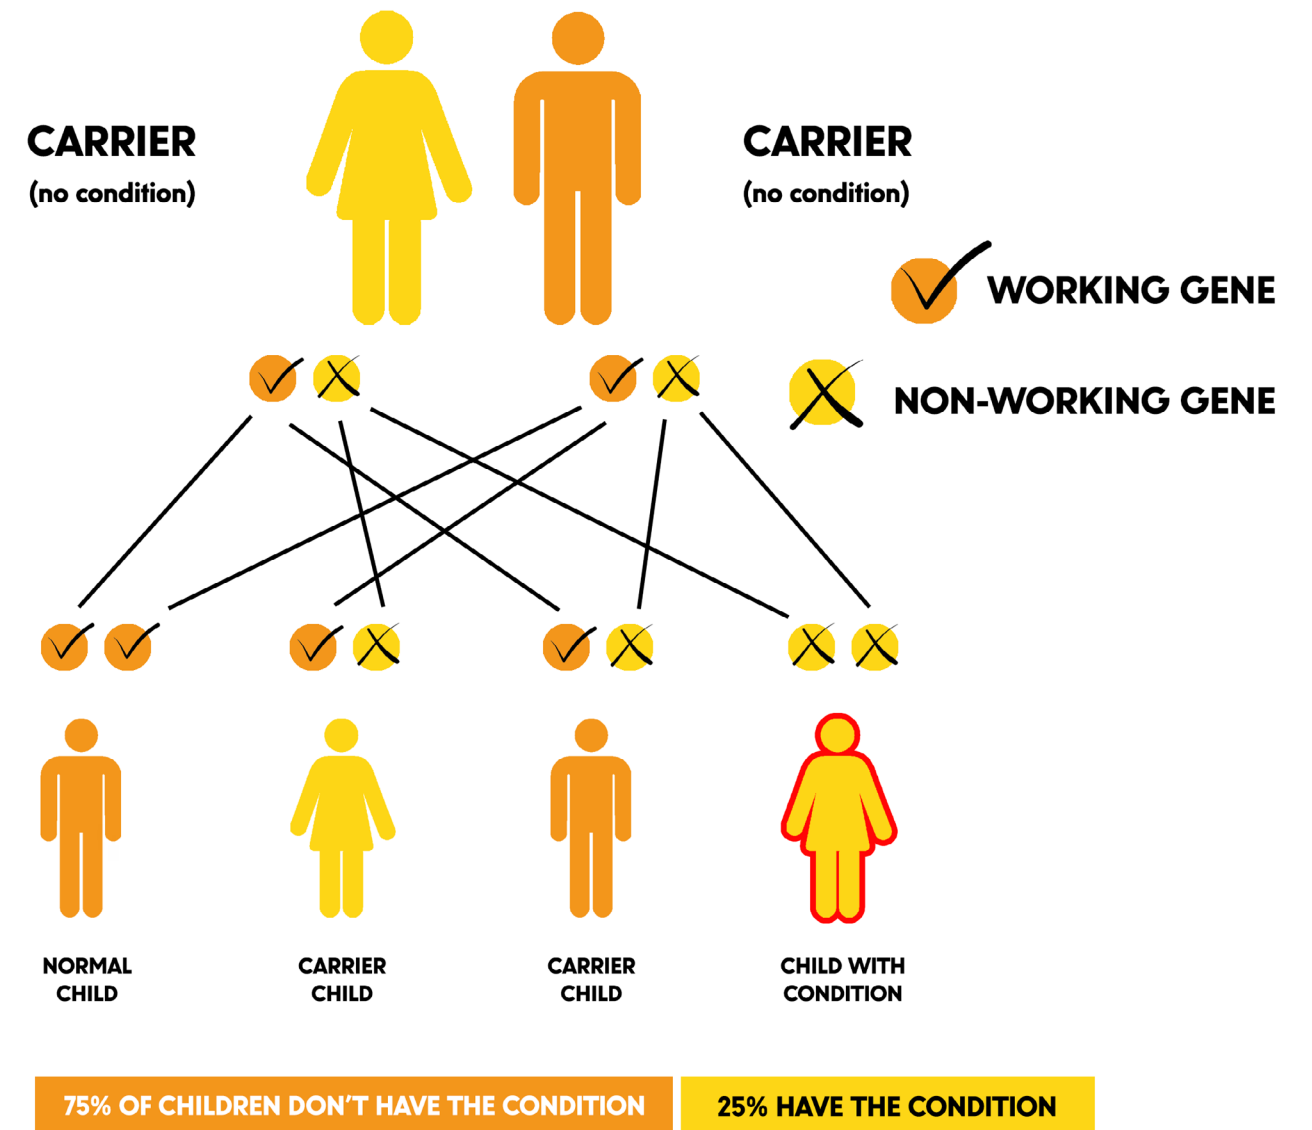 CARRIER
(no condition)
CARRIER
(no condition)
WORKING GENE
NON-WORKING GENE
NORMAL
CHILD
CARRIER
CHILD
CARRIER
CHILD
CHILD WITH
CONDITION
75% OF CHILDREN DON'T HAVE THE CONDITION
25% HAVE THE CONDITION